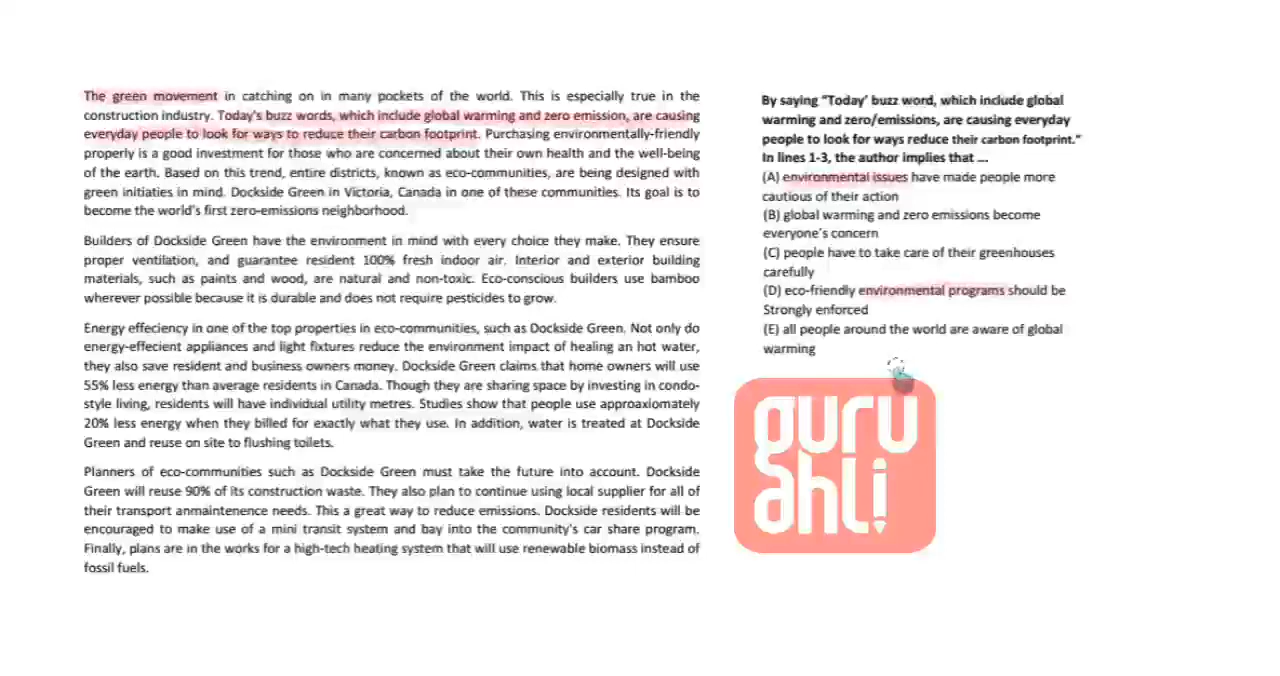 The green movement in catching on in many pockets of the world. This is especially true in the
construction industry. Today's buzz words, which include global warming and zero emission, are causing
everyday people to look for ways to reduce their carbon footprint. Purchasing environmentally-friendly
properly is a good investment for those who are concerned about their own health and the well-being
of the earth. Based on this trend, entire districts, known as eco-communities, are being designed with
green initiaties in mind. Dockside Green in Victoria, Canada in one of these communities. Its goal is to
become the world's first zero-emissions neighborhood.
Builders of Dockside Green have the environment in mind with every choice they make. They ensure
proper ventilation, and guarantee resident 100% fresh indoor air. Interior and exterior building
materials, such as paints and wood, are natural and non-toxic. Eco-conscious builders use bamboo
wherever possible because it is durable and does not require pesticides to grow.
Energy effeciency in one of the top properties in eco-communities, such as Dockside Green. Not only do
energy-effecient appliances and light fixtures reduce the environment impact of healing an hot water,
they also save resident and business owners money. Dockside Green claims that home owners will use
55% less energy than average residents in Canada. Though they are sharing space by investing in condo-
style living, residents will have individual utility metres. Studies show that people use approaxiomately
20% less energy when they billed for exactly what they use. In addition, water is treated at Dockside
Green and reuse on site to flushing toilets.
Planners of eco-communities such as Dockside Green must take the future into account. Dockside
Green will reuse 90% of its construction waste. They also plan to continue using local supplier for all of
their transport anmaintenence needs. This a great way to reduce emissions. Dockside residents will be
encouraged to make use of a mini transit system and bay into the community's car share program.
Finally, plans are in the works for a high-tech heating system that will use renewable biomass instead of
fossil fuels.
By saying "Today' buzz word, which include global
warming and zero/emissions, are causing everyday
people to look for ways reduce their carbon footprint."
In lines 1-3, the author implies that ...
(A) environmental issues have made people more
cautious of their action
(B) global warming and zero emissions become
everyone's concern
(C) people have to take care of their greenhouses
carefully
(D) eco-friendly environmental programs should be
Strongly enforced
(E) all people around the world are aware of global
warming
guru
ahli